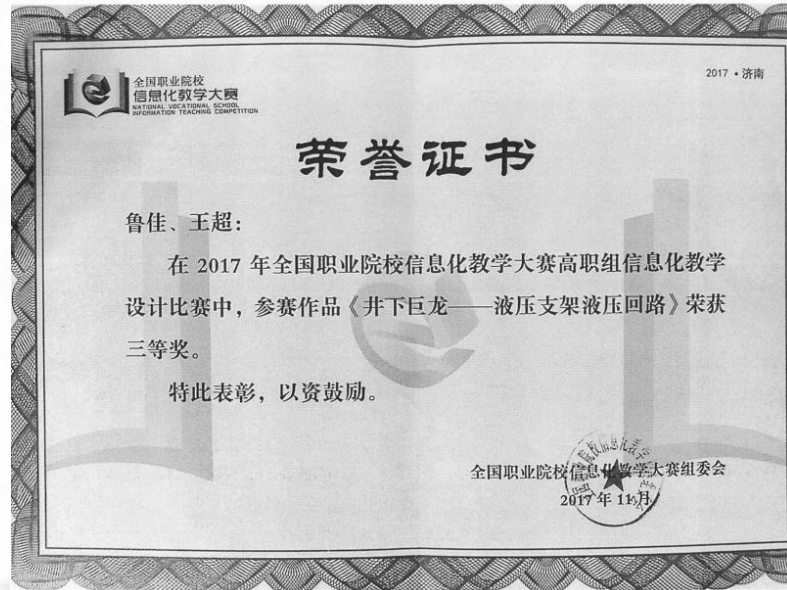 全国职业院校
信息化教学大赛
NATIONAL VOCATIONAL SCHOOL
INFORMATION TEACHING COMPETITION
2017·济南
荣誉证书
鲁佳、王超：
在 2017 年全国职业院校信息化教学大赛高职组信息化教学
设计比赛中，参赛作品《井下巨龙——液压支架液压回路》荣获
三等奖。
特此表彰，以资鼓励。
全国职业院校信息化教学大赛组委会
2017 年 11 月